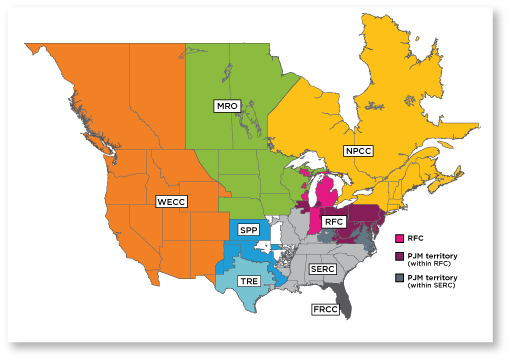 MRO
NPCC
WECC
RFC
SPP
SERC
TRE
FRCC
RFC
PJM territory
(within RFC)
PJM territory
(within SERC)